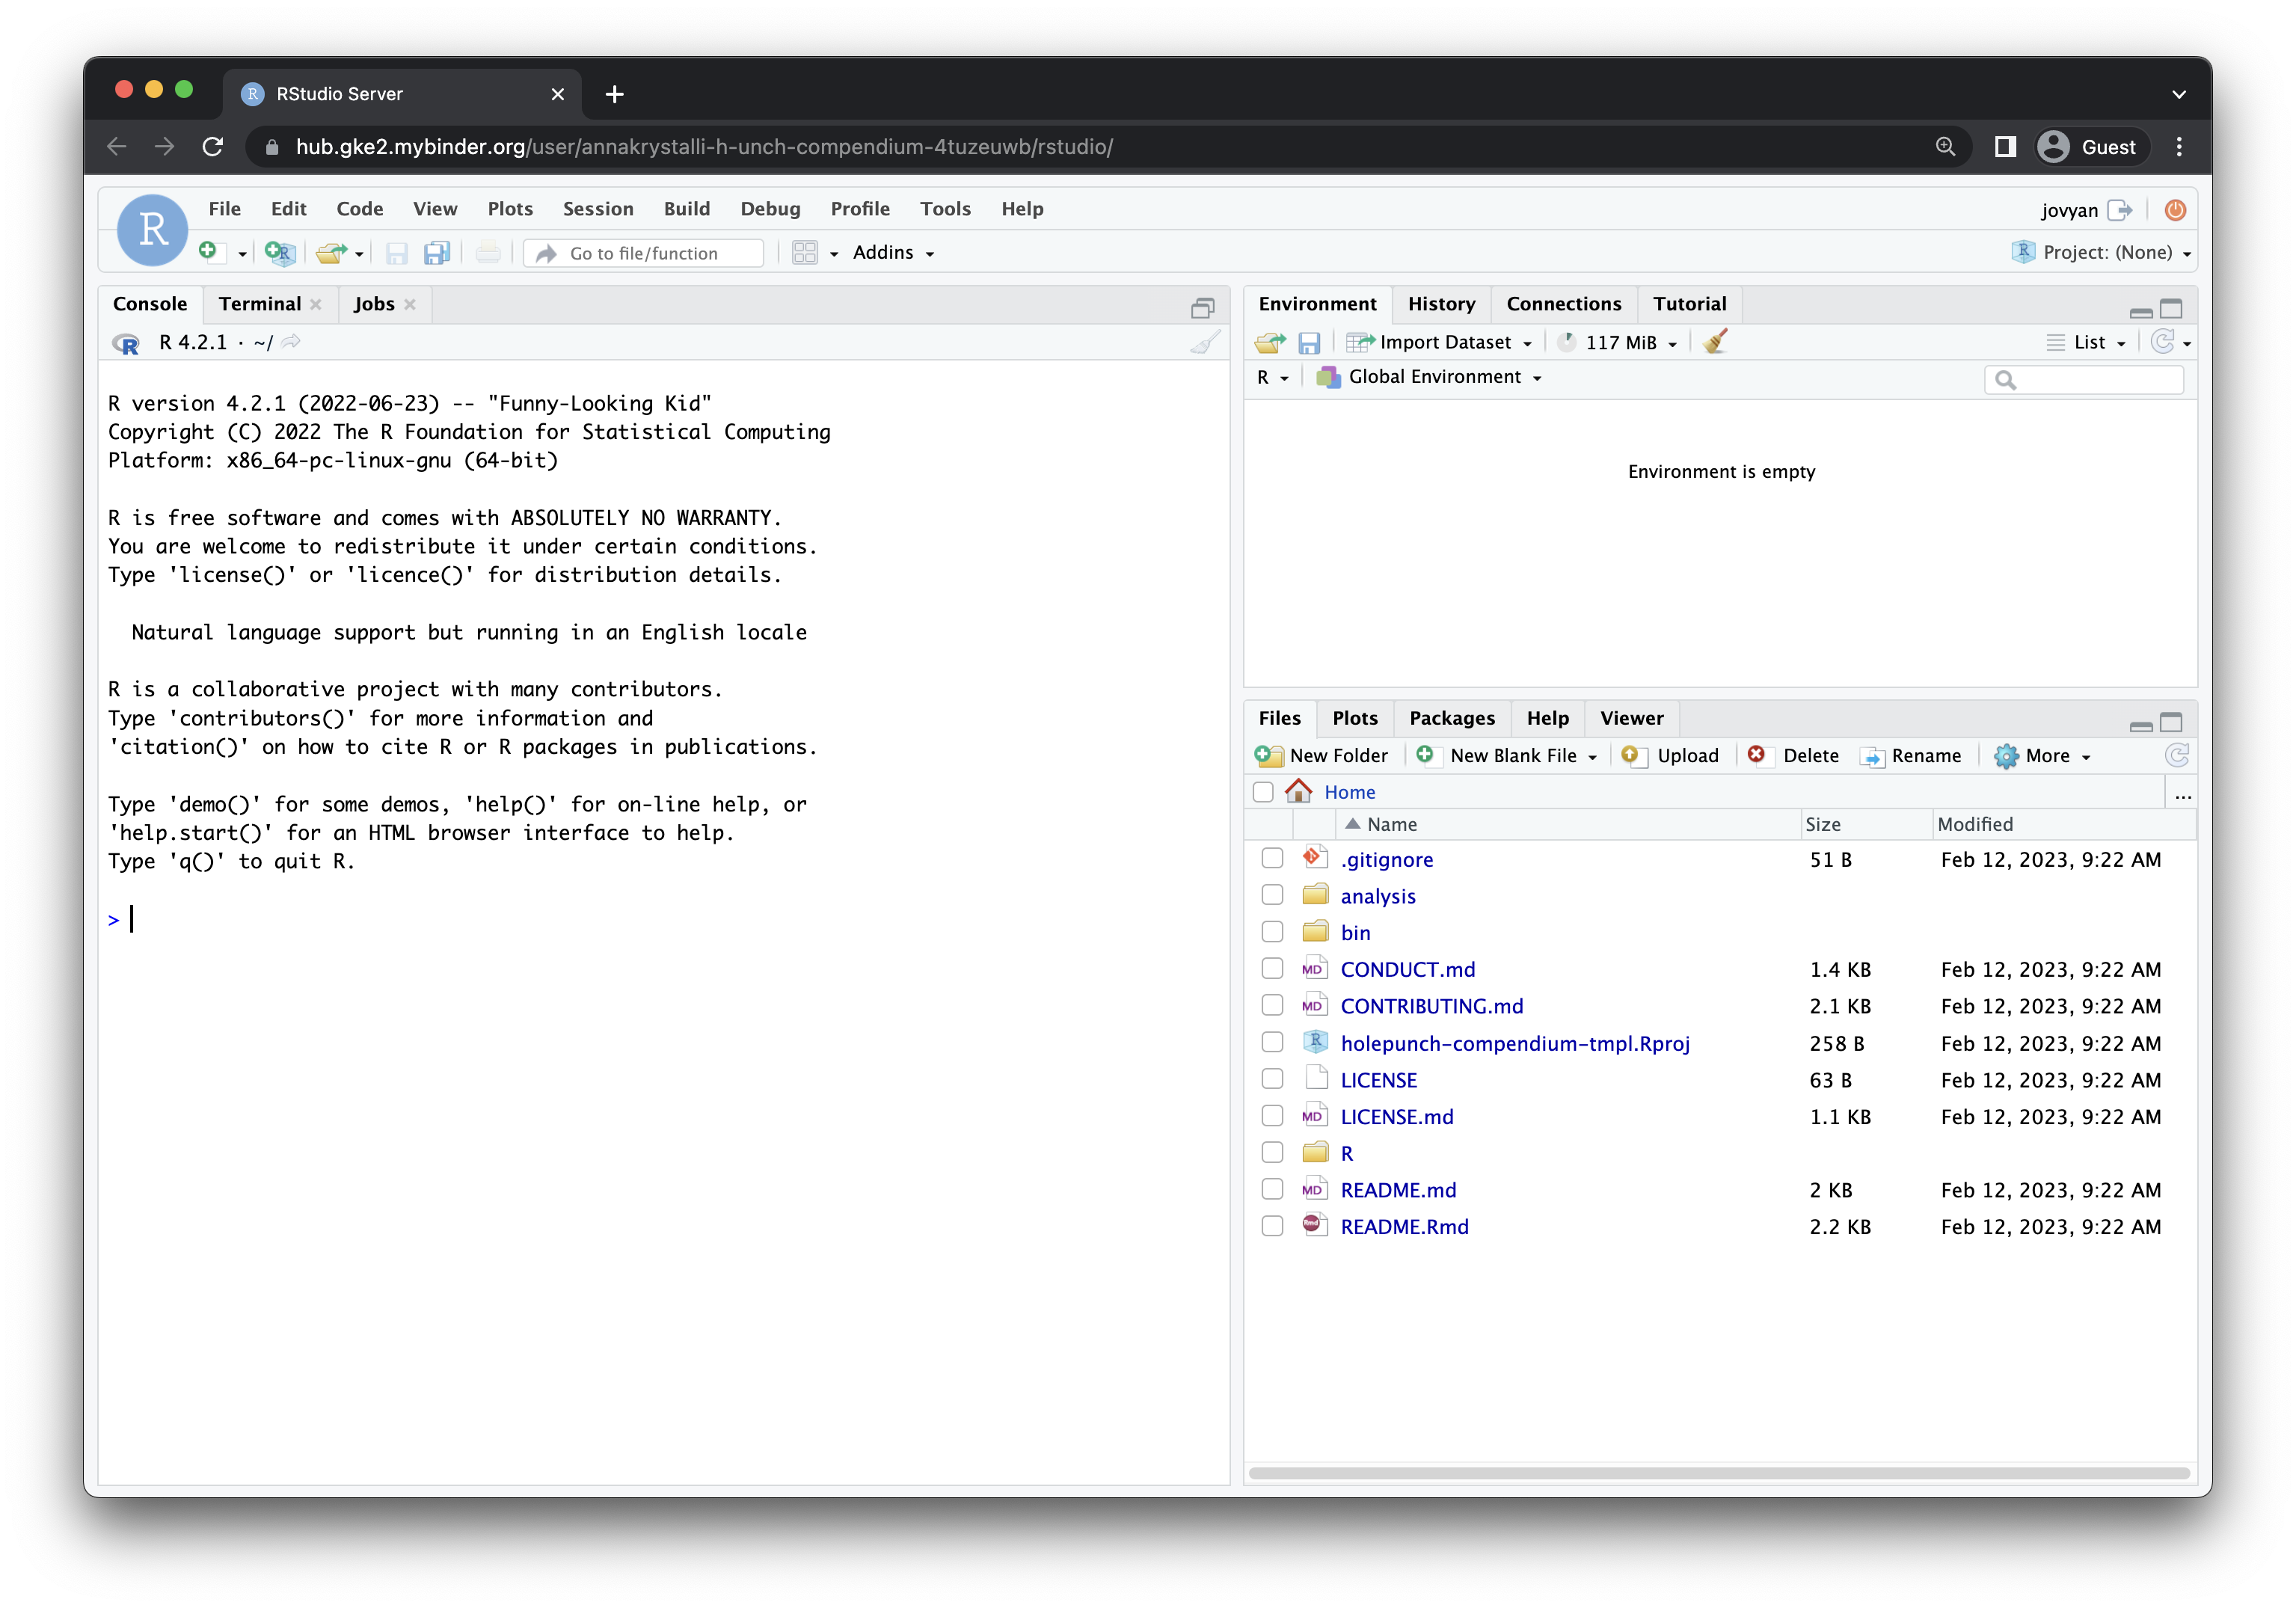 RStudio Server
hub.gke2.mybinder.org/user/annakrystalli-h-unch-compendium-4tuzeuwb/rstudio/
Guest
R
File Edit Code View Plots Session Build Debug Profile Tools Help
jovyan
Go to file/function
Addins
Project: (None)
Console Terminal Jobs
R 4.2.1 · ~/
R version 4.2.1 (2022-06-23) -- "Funny-Looking Kid"
Copyright (C) 2022 The R Foundation for Statistical Computing
Platform: x86_64-pc-linux-gnu (64-bit)
R is free software and comes with ABSOLUTELY NO WARRANTY.
You are welcome to redistribute it under certain conditions.
Type 'license()' or 'licence()' for distribution details.
Natural language support but running in an English locale
R is a collaborative project with many contributors.
Type 'contributors()' for more information and
'citation()' on how to cite R or R packages in publications.
Type 'demo()' for some demos, 'help()' for on-line help, or
'help.start()' for an HTML browser interface to help.
Type 'q()' to quit R.
>
Environment History Connections Tutorial
Import Dataset 117 MiB List
R Global Environment
Environment is empty
Files Plots Packages Help Viewer
New Folder New Blank File Upload Delete Rename More
Home ...
Name Size Modified
.gitignore 51 B Feb 12, 2023, 9:22 AM
analysis
bin
MD CONDUCT.md 1.4 KB Feb 12, 2023, 9:22 AM
MD CONTRIBUTING.md 2.1 KB Feb 12, 2023, 9:22 AM
R holepunch-compendium-tmpl.Rproj 258 B Feb 12, 2023, 9:22 AM
LICENSE 63 B Feb 12, 2023, 9:22 AM
MD LICENSE.md 1.1 KB Feb 12, 2023, 9:22 AM
R
MD README.md 2 KB Feb 12, 2023, 9:22 AM
Rmd README.Rmd 2.2 KB Feb 12, 2023, 9:22 AM